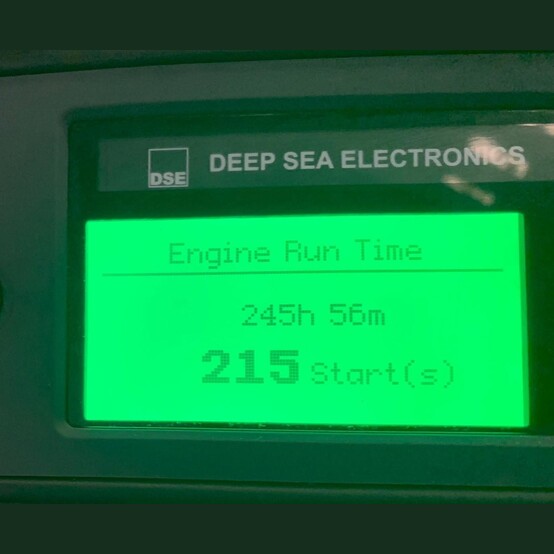 DSE DEEP SEA ELECTRONICS
Engine Run Time
245h 56m
215 Start(s)